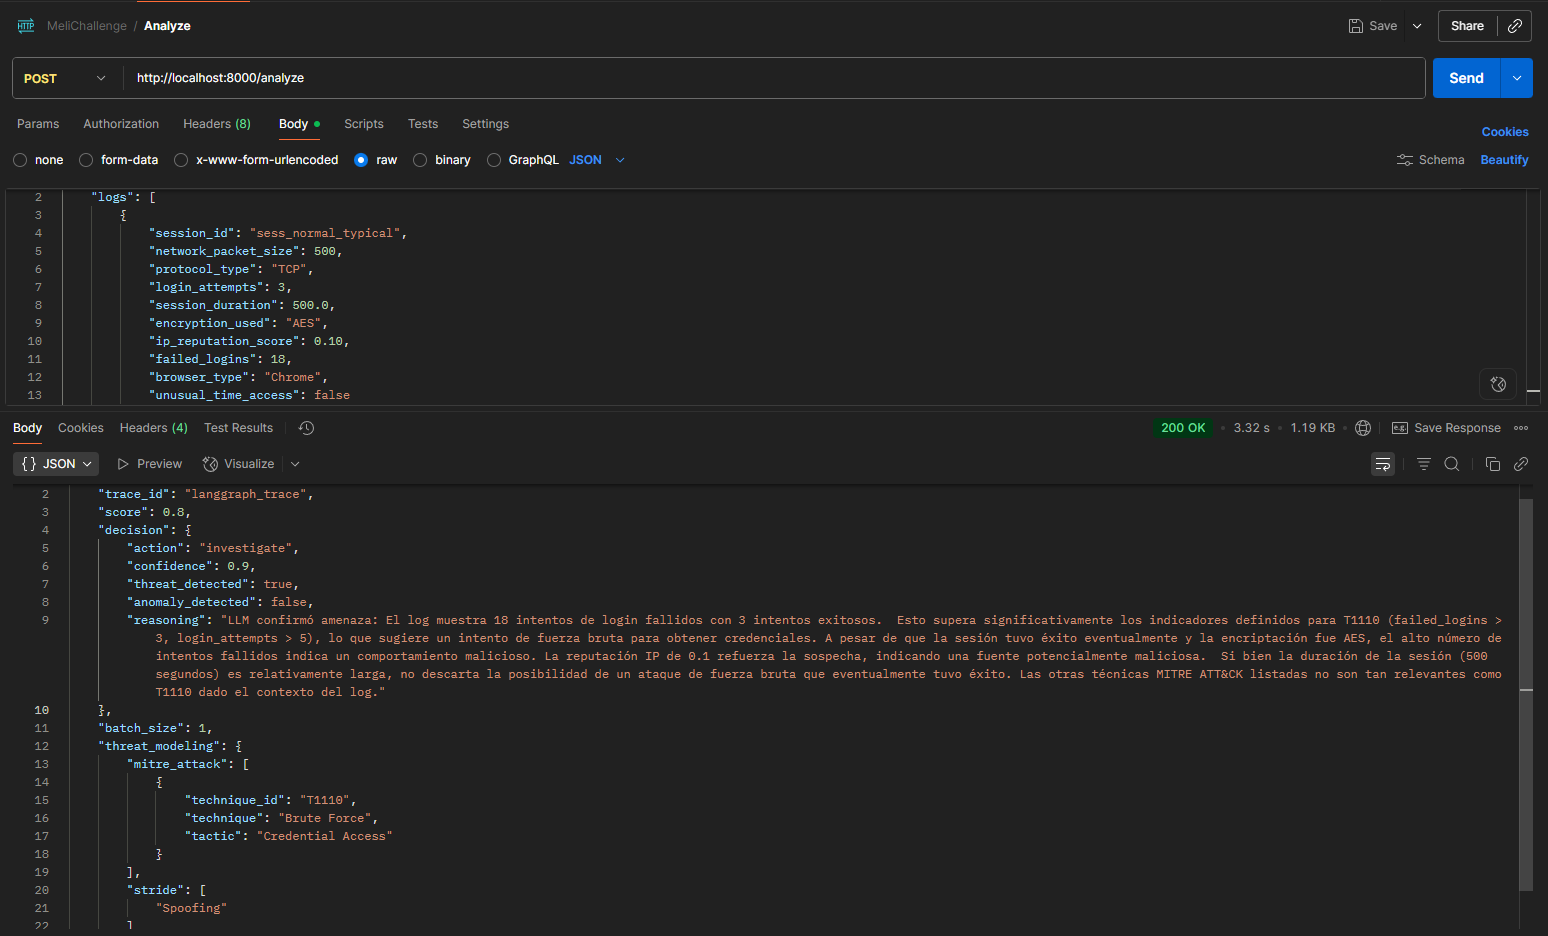 HTTP MeliChallenge / Analyze Save Share
POST http://localhost:8000/analyze Send
Params Authorization Headers (8) Body Scripts Tests Settings Cookies
none form-data x-www-form-urlencoded raw binary GraphQL JSON Schema Beautify
2 "logs": [
3 {
4 "session_id": "sess_normal_typical",
5 "network_packet_size": 500,
6 "protocol_type": "TCP",
7 "login_attempts": 3,
8 "session_duration": 500.0,
9 "encryption_used": "AES",
10 "ip_reputation_score": 0.10,
11 "failed_logins": 18,
12 "browser_type": "Chrome",
13 "unusual_time_access": false
Body Cookies Headers (4) Test Results 200 OK • 3.32 s • 1.19 KB • e.g. Save Response
{} JSON Preview Visualize
2 "trace_id": "langgraph_trace",
3 "score": 0.8,
4 "decision": {
5 "action": "investigate",
6 "confidence": 0.9,
7 "threat_detected": true,
8 "anomaly_detected": false,
9 "reasoning": "LLM confirmó amenaza: El log muestra 18 intentos de login fallidos con 3 intentos exitosos.  Esto supera significativamente los indicadores definidos para T1110 (failed_logins >
3, login_attempts > 5), lo que sugiere un intento de fuerza bruta para obtener credenciales. A pesar de que la sesión tuvo éxito eventualmente y la encriptación fue AES, el alto número de
intentos fallidos indica un comportamiento malicioso. La reputación IP de 0.1 refuerza la sospecha, indicando una fuente potencialmente maliciosa.  Si bien la duración de la sesión (500
segundos) es relativamente larga, no descarta la posibilidad de un ataque de fuerza bruta que eventualmente tuvo éxito. Las otras técnicas MITRE ATT&CK listadas no son tan relevantes como
T1110 dado el contexto del log."
10 },
11 "batch_size": 1,
12 "threat_modeling": {
13 "mitre_attack": [
14 {
15 "technique_id": "T1110",
16 "technique": "Brute Force",
17 "tactic": "Credential Access"
18 }
19 ],
20 "stride": [
21 "Spoofing"
22 ]